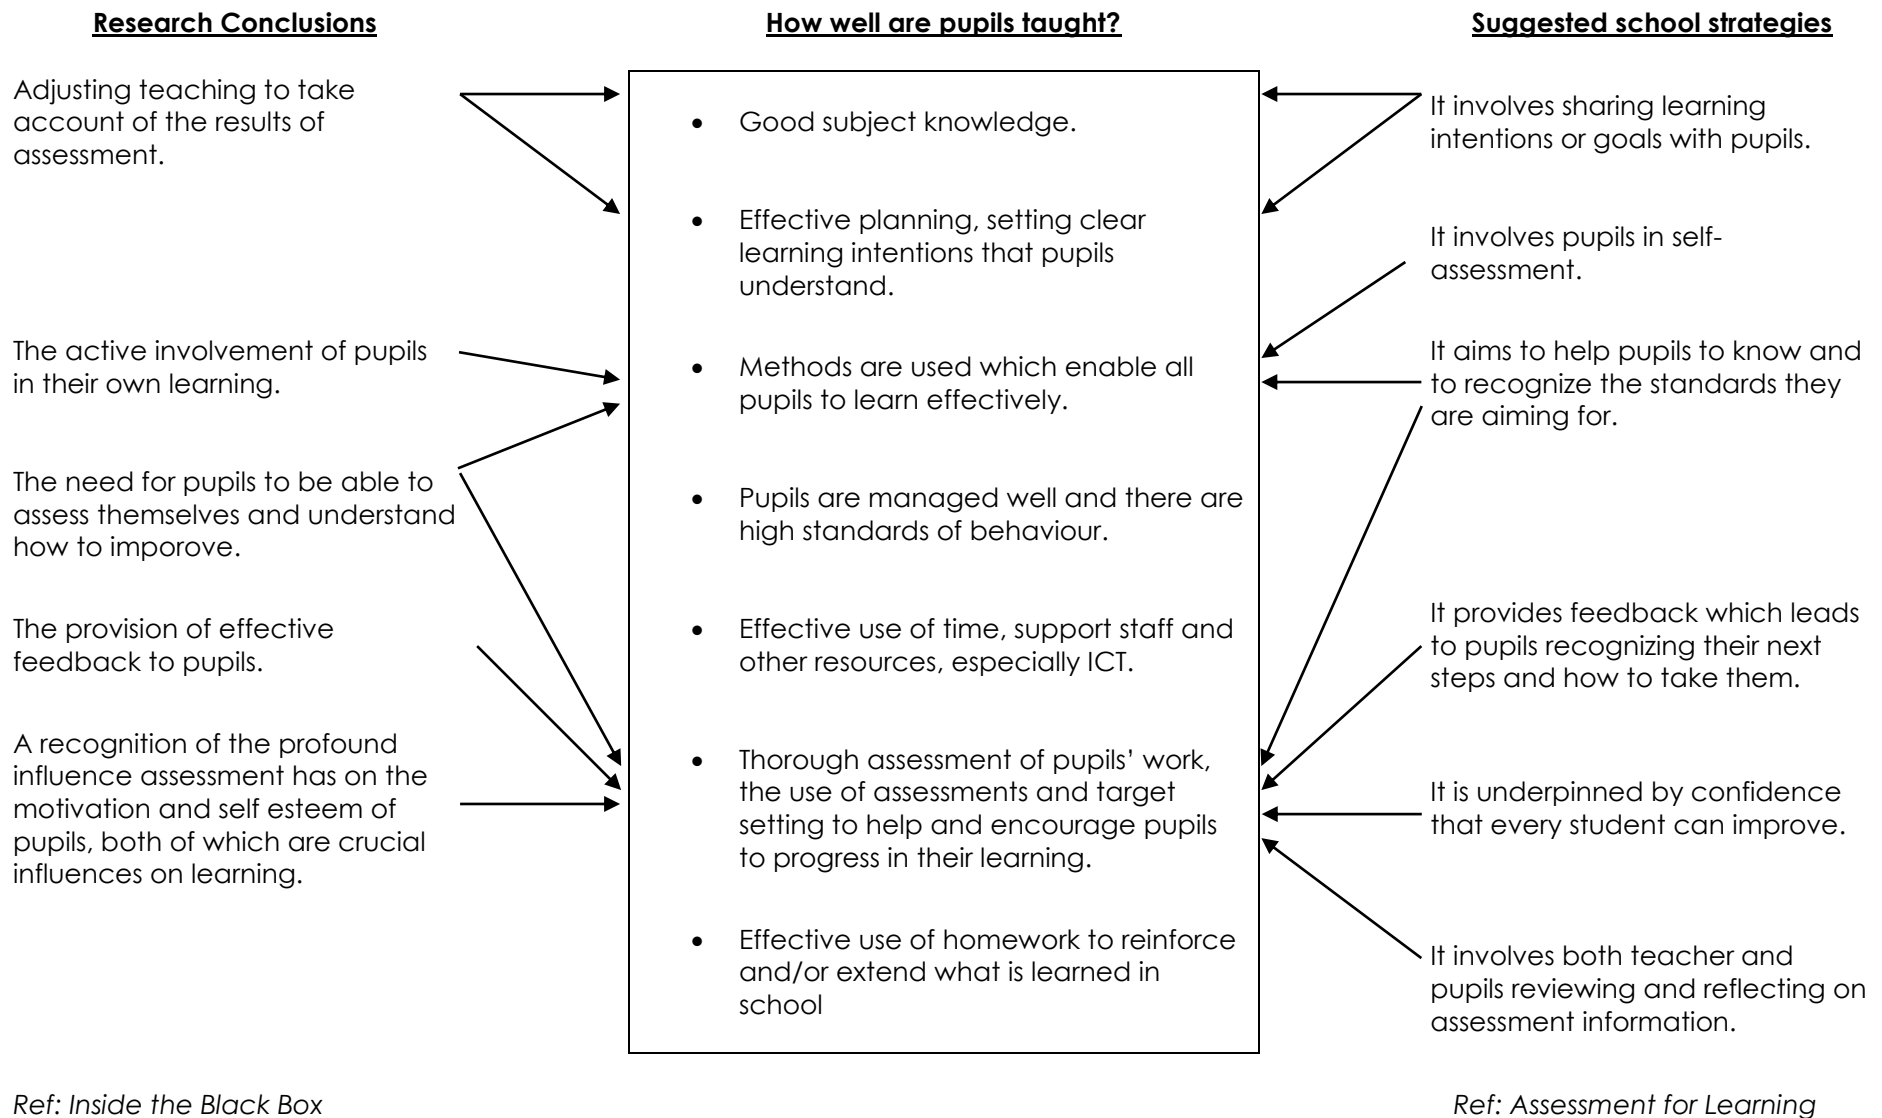 Research Conclusions
Adjusting teaching to take
account of the results of
assessment.
The active involvement of pupils
in their own learning.
The need for pupils to be able to
assess themselves and understand
how to imporove.
The provision of effective
feedback to pupils.
A recognition of the profound
influence assessment has on the
motivation and self esteem of
pupils, both of which are crucial
influences on learning.
Ref: Inside the Black Box
How well are pupils taught?
• Good subject knowledge.
• Effective planning, setting clear
learning intentions that pupils
understand.
• Methods are used which enable all
pupils to learn effectively.
• Pupils are managed well and there are
high standards of behaviour.
• Effective use of time, support staff and
other resources, especially ICT.
• Thorough assessment of pupils’ work,
the use of assessments and target
setting to help and encourage pupils
to progress in their learning.
• Effective use of homework to reinforce
and/or extend what is learned in
school
Suggested school strategies
It involves sharing learning
intentions or goals with pupils.
It involves pupils in self-
assessment.
It aims to help pupils to know and
to recognize the standards they
are aiming for.
It provides feedback which leads
to pupils recognizing their next
steps and how to take them.
It is underpinned by confidence
that every student can improve.
It involves both teacher and
pupils reviewing and reflecting on
assessment information.
Ref: Assessment for Learning